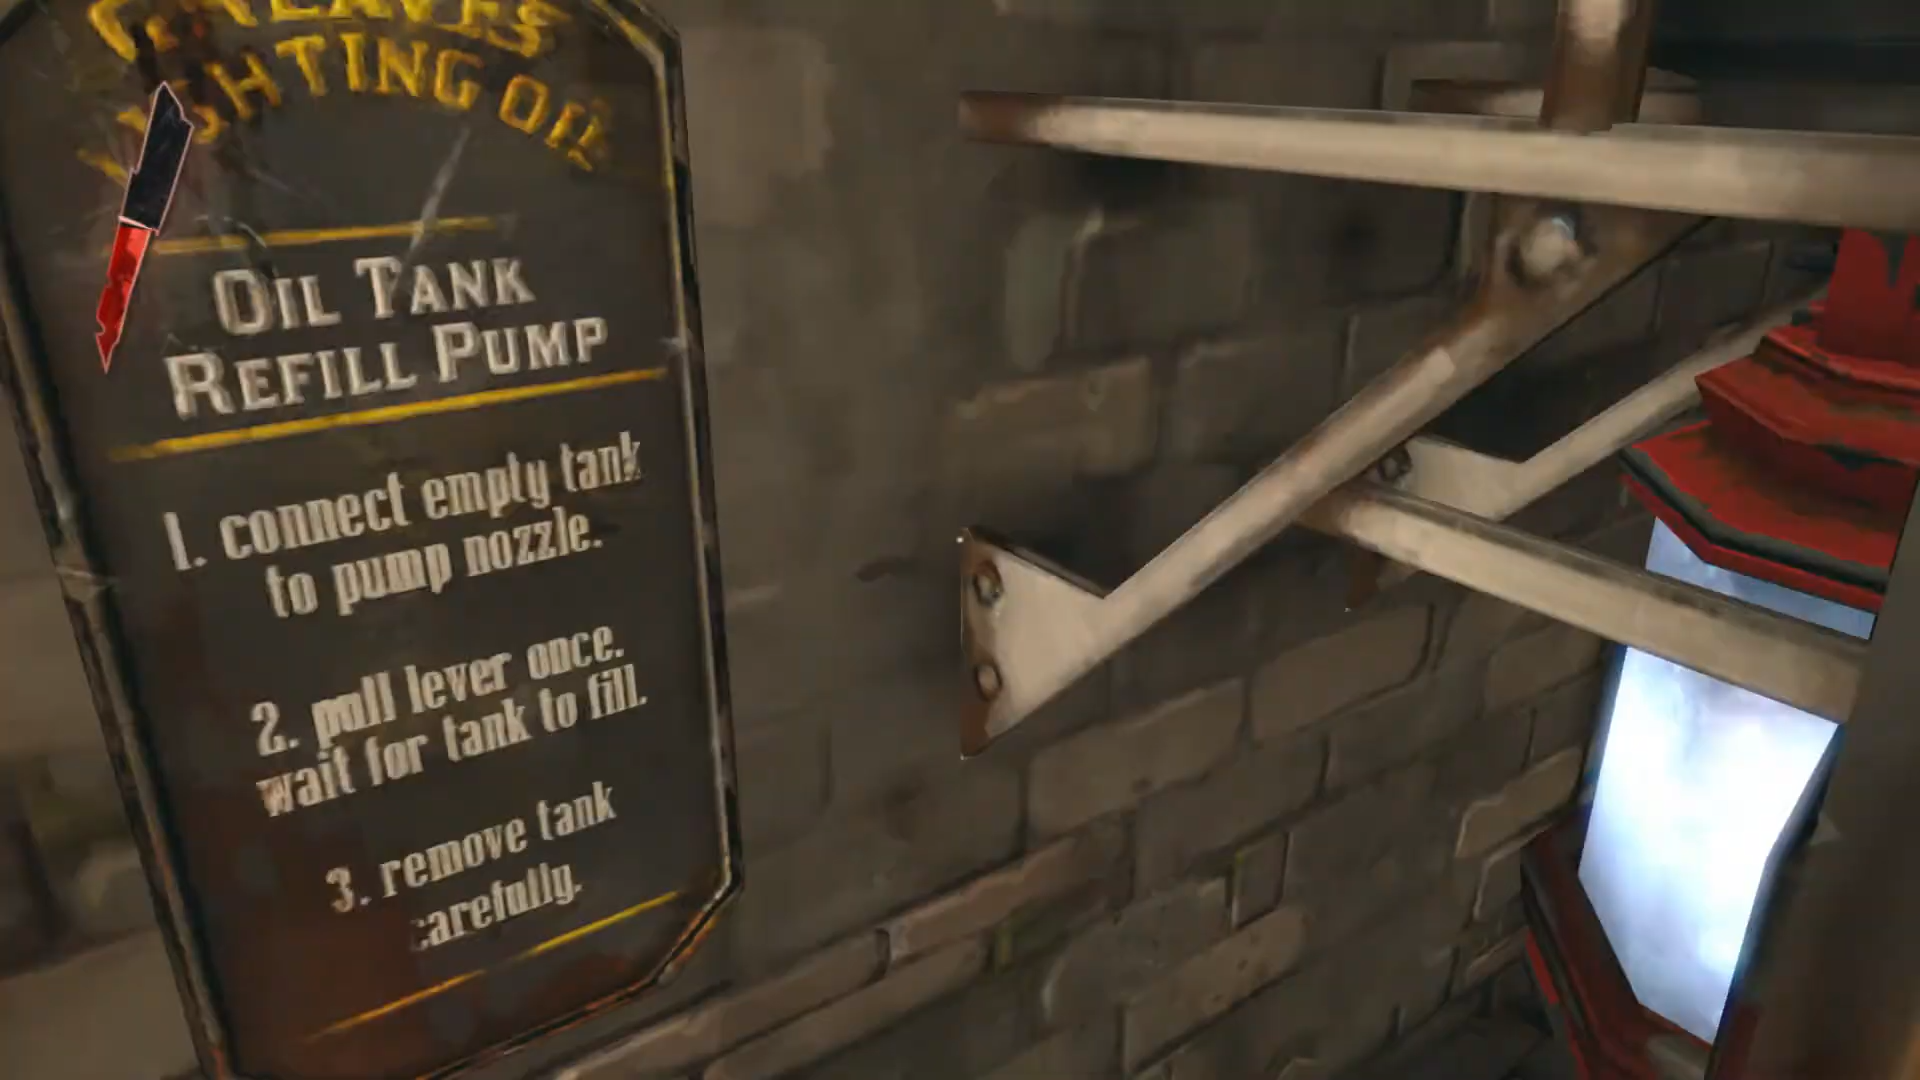 GREAVES
LIGHTING OIL
OIL TANK
REFILL PUMP
1. connect empty tank
to pump nozzle.
2. pull lever once.
wait for tank to fill.
3. remove tank
carefully.